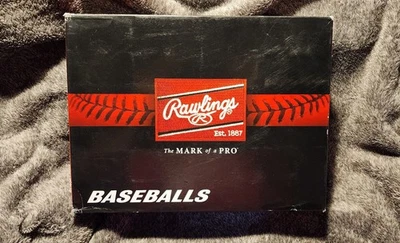 Rawlings
R
Est. 1887
The MARK of a PRO
BASEBALLS